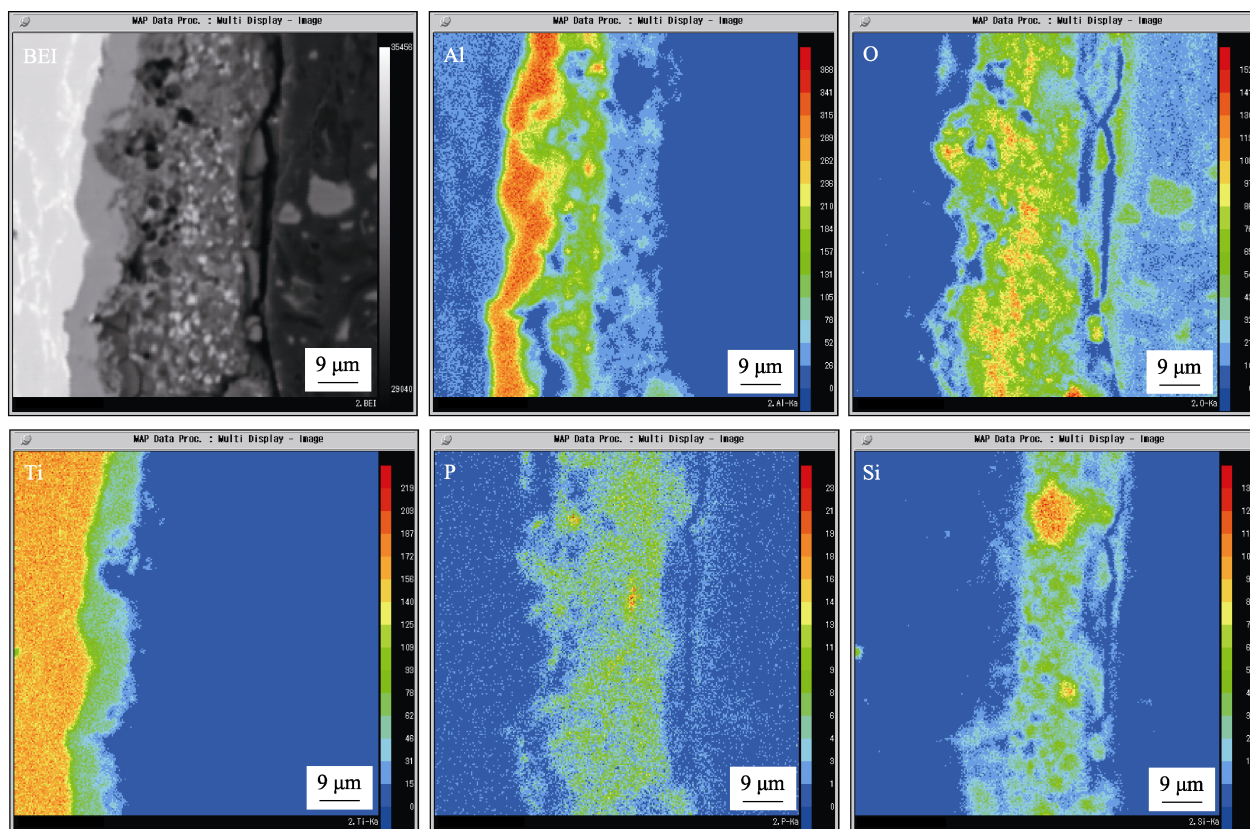 MAP Data Proc. : Multi Display - Image
BEI
35456
9 μm
29040
2.BEI
MAP Data Proc. : Multi Display - Image
Al
368
341
315
289
262
236
210
184
157
131
105
78
52
26
0
9 μm
2.Al-Ka
MAP Data Proc. : Multi Display - Image
O
9 μm
2.O-Ka
MAP Data Proc. : Multi Display - Image
Ti
219
203
187
172
156
140
125
109
93
78
62
46
31
15
0
9 μm
2.Ti-Ka
MAP Data Proc. : Multi Display - Image
P
23
21
19
18
16
14
13
11
9
8
6
4
3
1
0
9 μm
2.P-Ka
MAP Data Proc. : Multi Display - Image
Si
9 μm
2.Si-Ka